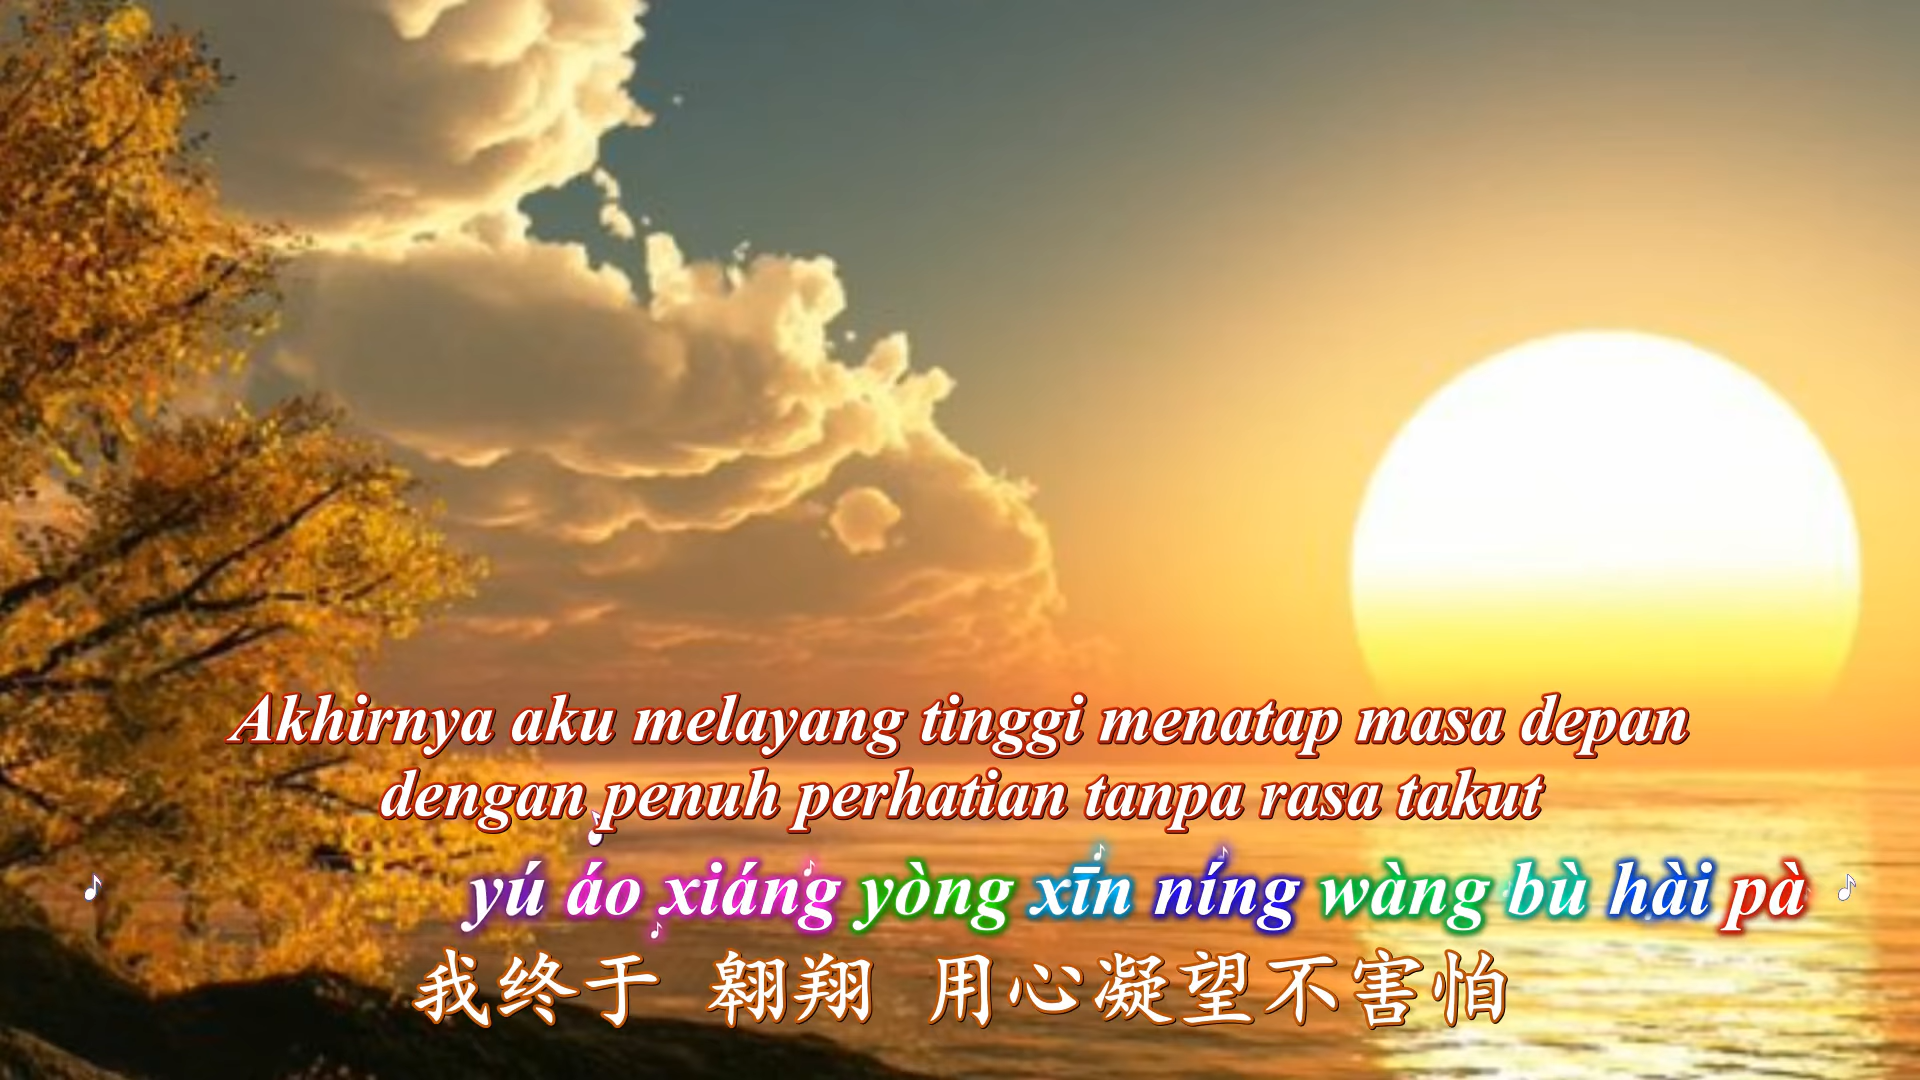 Akhirnya aku melayang tinggi menatap masa depan
dengan penuh perhatian tanpa rasa takut
yú áo xiáng yòng xīn níng wàng bù hài pà
我终于 翱翔 用心凝望不害怕